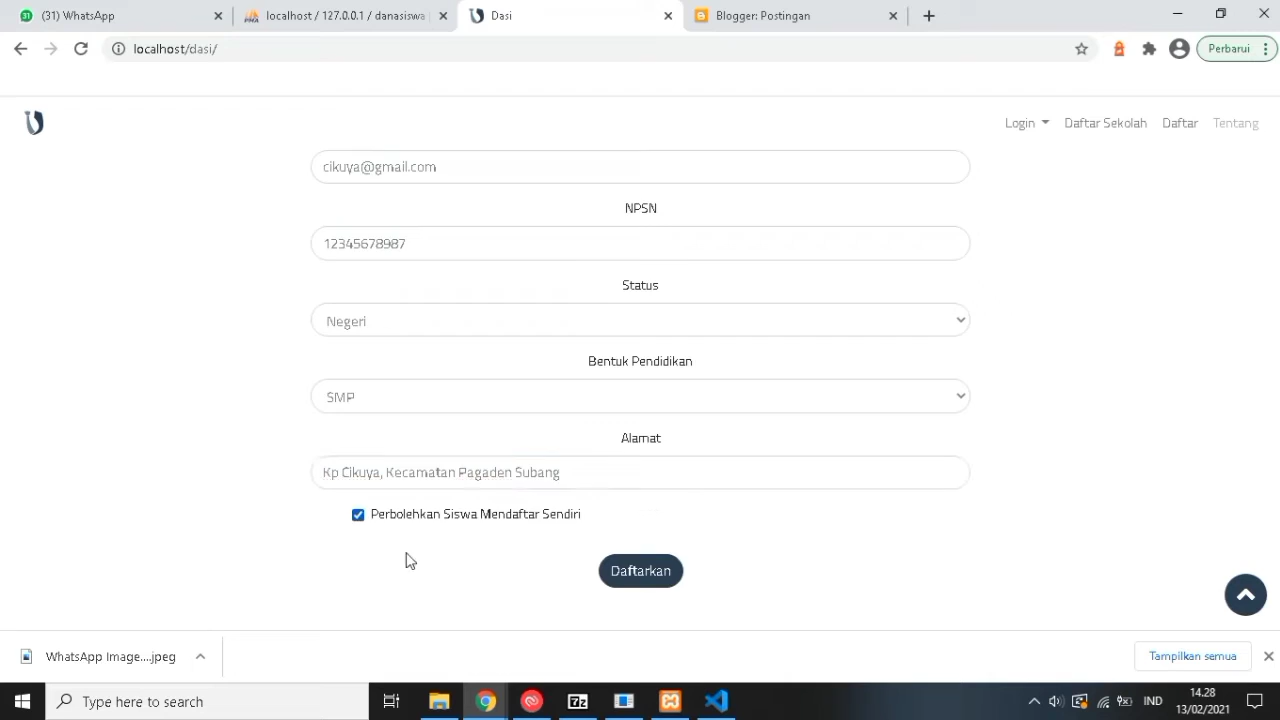 (31) WhatsApp
localhost / 127.0.0.1 / danasiswa
Dasi
Blogger: Postingan
localhost/dasi/
Perbarui
Login
Daftar Sekolah
Daftar
Tentang
cikuya@gmail.com
NPSN
12345678987
Status
Negeri
Bentuk Pendidikan
SMP
Alamat
Kp Cikuya, Kecamatan Pagaden Subang
Perbolehkan Siswa Mendaftar Sendiri
Daftarkan
WhatsApp Image....jpeg
Tampilkan semua
Type here to search
IND
14.28
13/02/2021